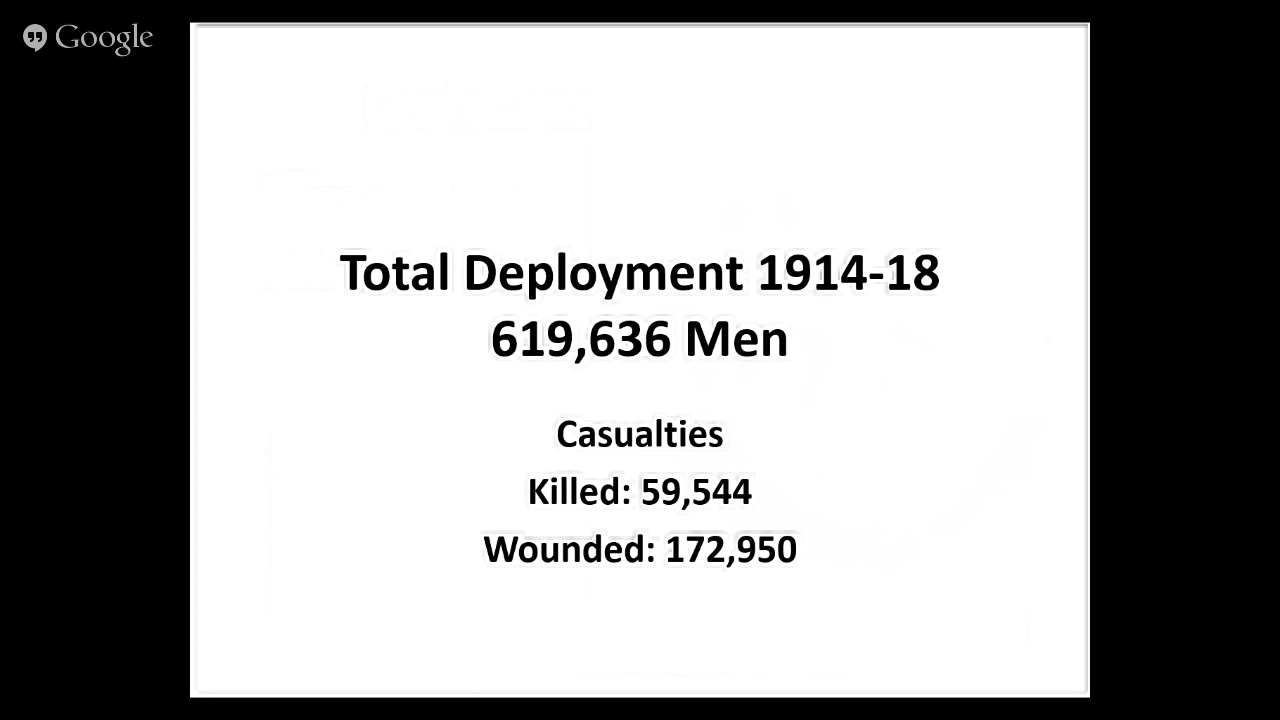 Google
Total Deployment 1914-18
619,636 Men
Casualties
Killed: 59,544
Wounded: 172,950